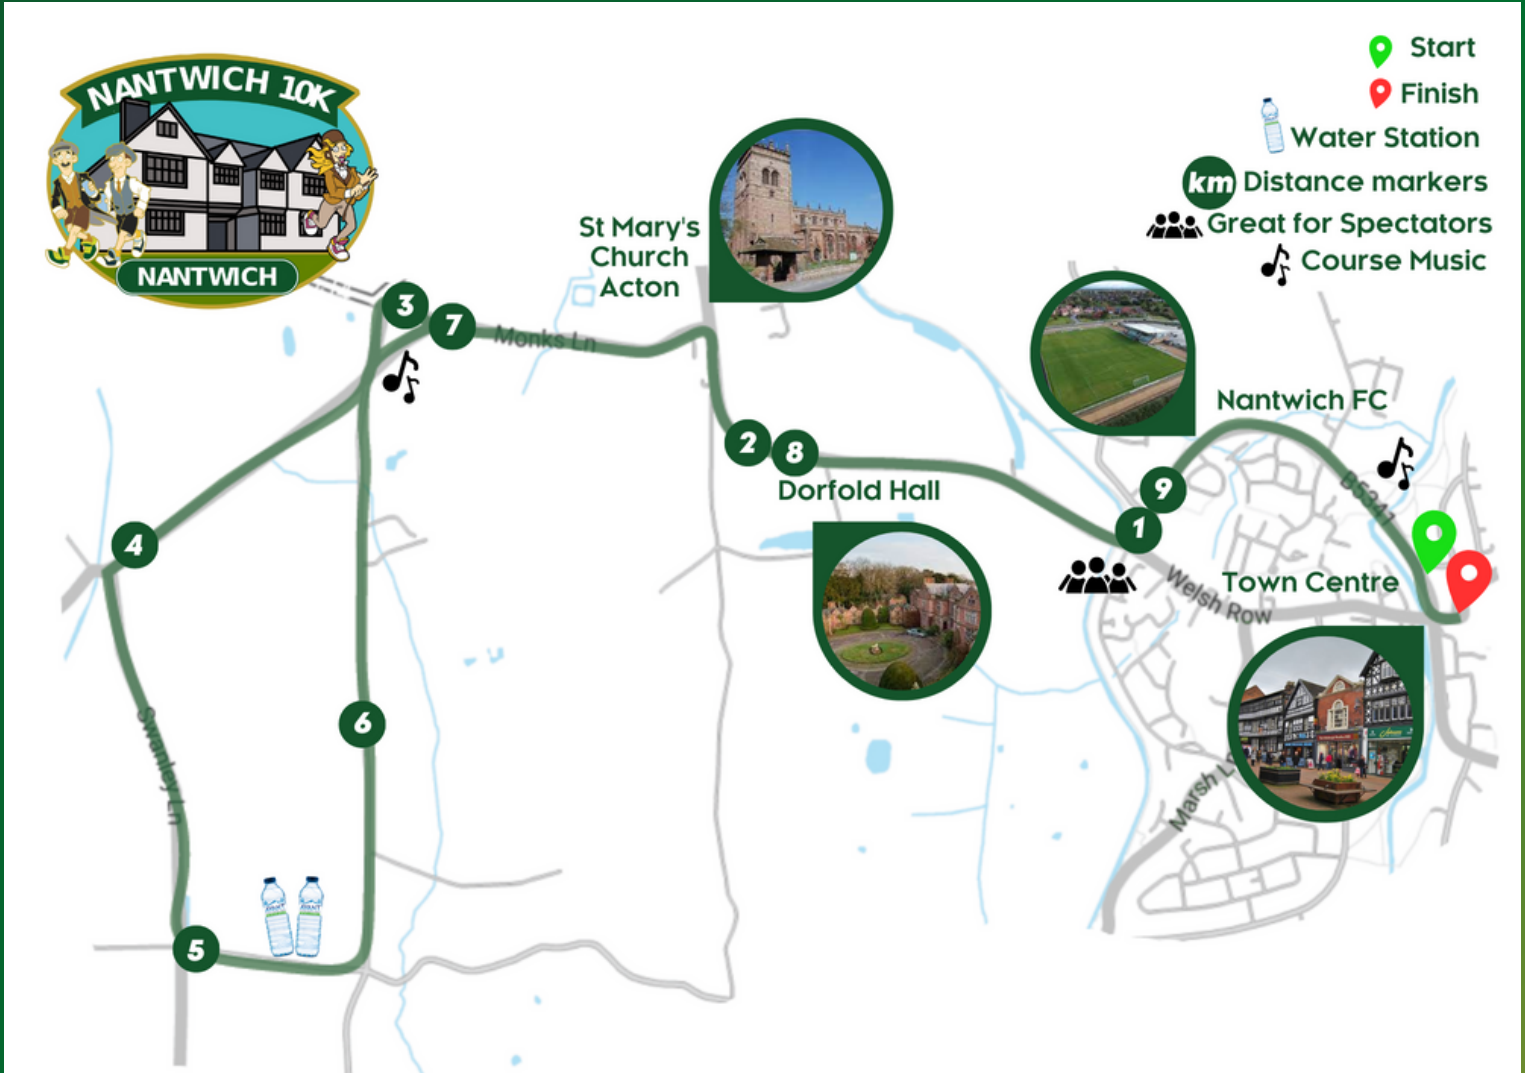 NANTWICH 10K
NANTWICH
Start
Finish
Water Station
km Distance markers
Great for Spectators
Course Music
St Mary's
Church
Acton
3
7
Monks Ln
Nantwich FC
2
8
Dorfold Hall
9
1
B5341
4
Town Centre
Welsh Row
6
Swanley Ln
Marsh Ln
5